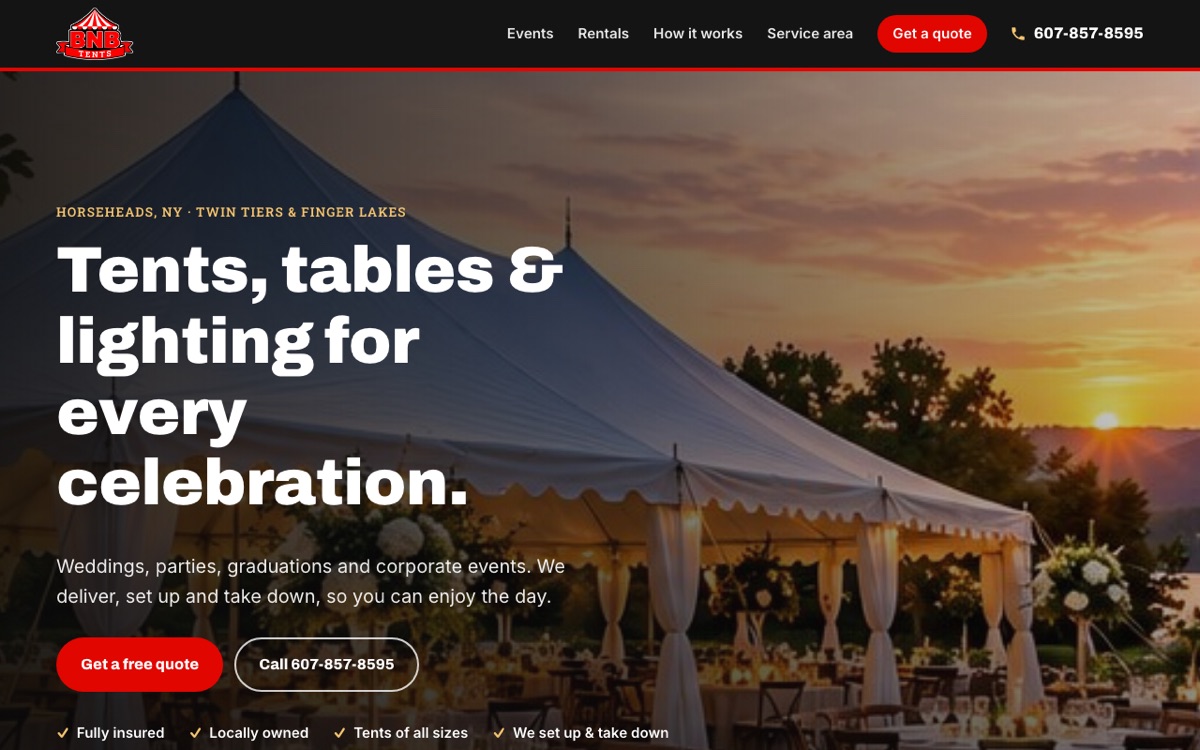 BNB
TENTS
Events Rentals How it works Service area Get a quote 607-857-8595
HORSEHEADS, NY · TWIN TIERS & FINGER LAKES
Tents, tables &
lighting for
every
celebration.
Weddings, parties, graduations and corporate events. We
deliver, set up and take down, so you can enjoy the day.
Get a free quote Call 607-857-8595
Fully insured Locally owned Tents of all sizes We set up & take down